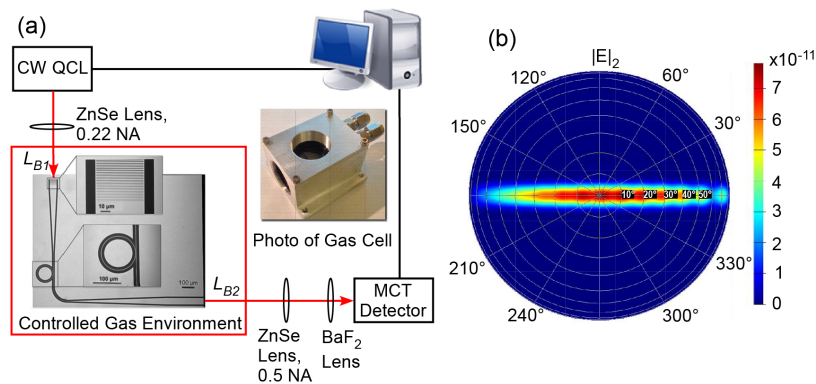 (a)
CW QCL
ZnSe Lens,
0.22 NA
LB1
10 μm
100 μm
100 μm
Photo of Gas Cell
LB2
Controlled Gas Environment
MCT
Detector
ZnSe
Lens,
0.5 NA
BaF2
Lens
(b)
|E|2
120°
60°
150°
30°
10°
20°
30°
40°
50°
210°
330°
240°
300°
x10-11
7
6
5
4
3
2
1
0